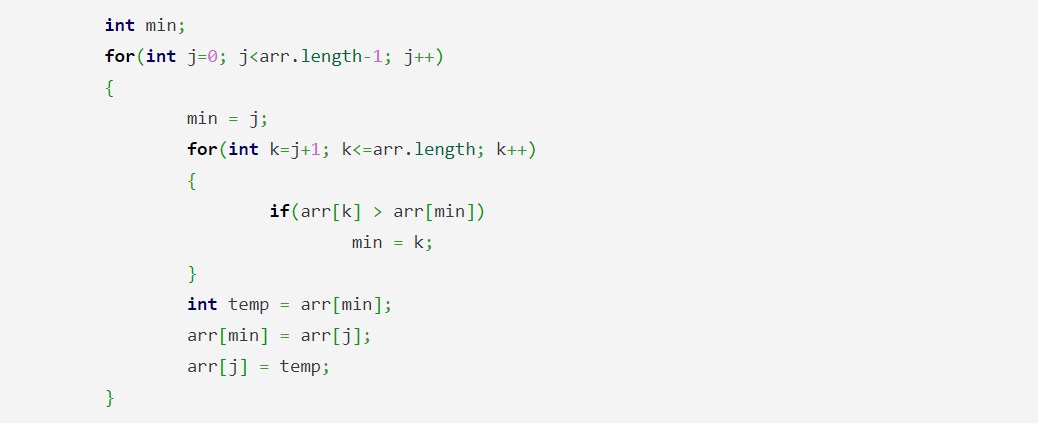 int min;
for(int j=0; j<arr.length-1; j++)
{
min = j;
for(int k=j+1; k<=arr.length; k++)
{
if(arr[k] > arr[min])
min = k;
}
int temp = arr[min];
arr[min] = arr[j];
arr[j] = temp;
}